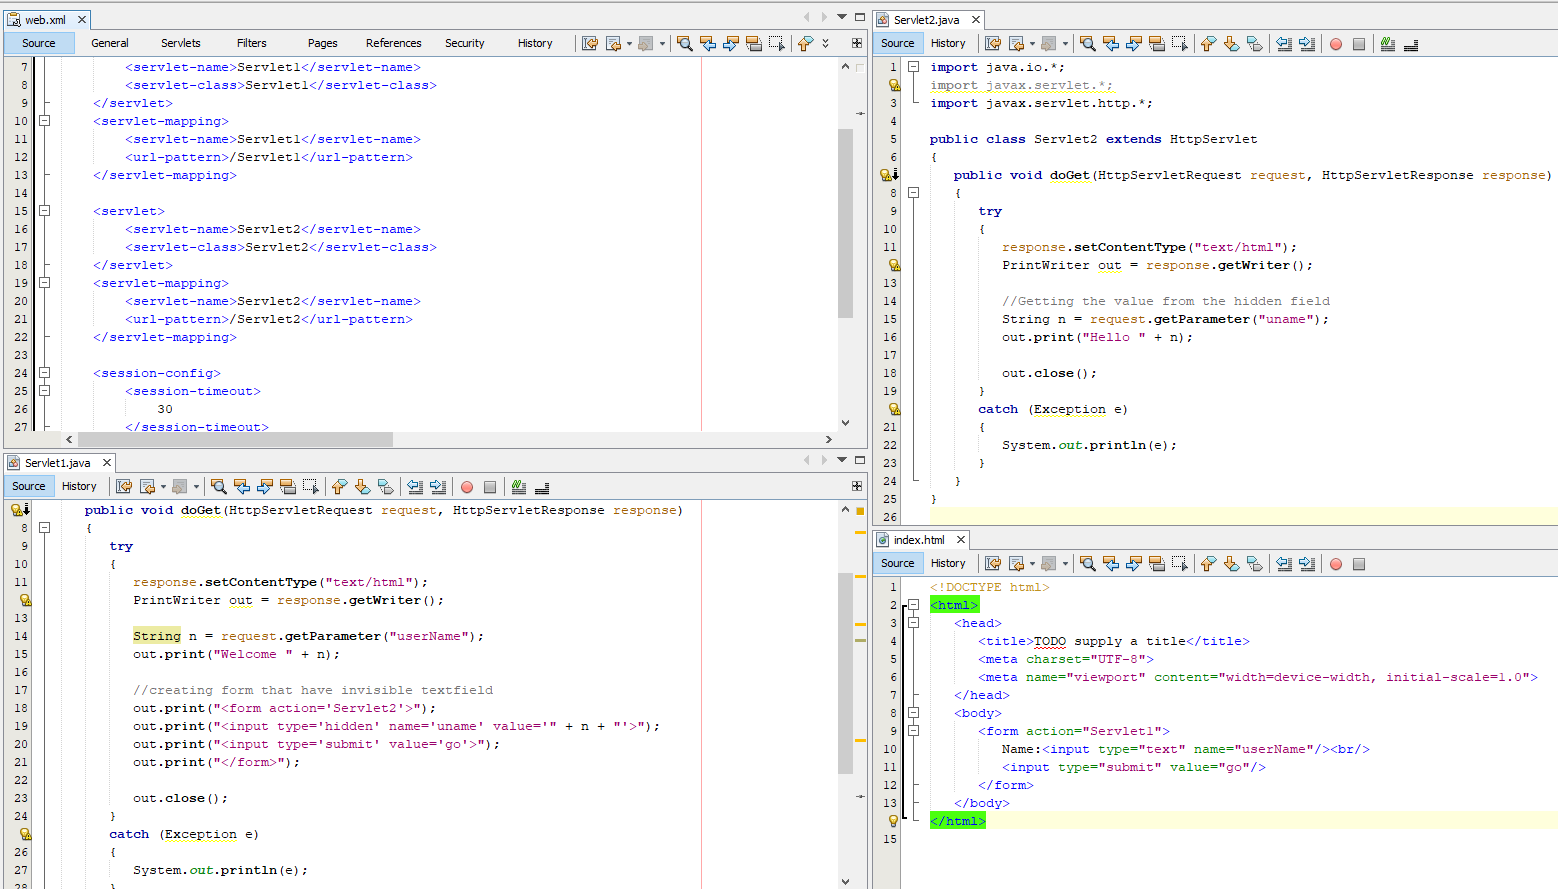 web.xml
Source General Servlets Filters Pages References Security History
7 <servlet-name>Servlet1</servlet-name>
8 <servlet-class>Servlet1</servlet-class>
9 </servlet>
10 <servlet-mapping>
11 <servlet-name>Servlet1</servlet-name>
12 <url-pattern>/Servlet1</url-pattern>
13 </servlet-mapping>
14
15 <servlet>
16 <servlet-name>Servlet2</servlet-name>
17 <servlet-class>Servlet2</servlet-class>
18 </servlet>
19 <servlet-mapping>
20 <servlet-name>Servlet2</servlet-name>
21 <url-pattern>/Servlet2</url-pattern>
22 </servlet-mapping>
23
24 <session-config>
25 <session-timeout>
26 30
27 </session-timeout>
Servlet1.java
Source History
public void doGet(HttpServletRequest request, HttpServletResponse response)
8 {
9 try
10 {
11 response.setContentType("text/html");
PrintWriter out = response.getWriter();
13
14 String n = request.getParameter("userName");
15 out.print("Welcome " + n);
16
17 //creating form that have invisible textfield
18 out.print("<form action='Servlet2'>");
19 out.print("<input type='hidden' name='uname' value='" + n + "'>");
20 out.print("<input type='submit' value='go'>");
21 out.print("</form>");
22
23 out.close();
24 }
catch (Exception e)
26 {
27 System.out.println(e);
28 }
Servlet2.java
Source History
1 import java.io.*;
import javax.servlet.*;
3 import javax.servlet.http.*;
4
5 public class Servlet2 extends HttpServlet
6 {
public void doGet(HttpServletRequest request, HttpServletResponse response)
8 {
9 try
10 {
11 response.setContentType("text/html");
PrintWriter out = response.getWriter();
13
14 //Getting the value from the hidden field
15 String n = request.getParameter("uname");
16 out.print("Hello " + n);
17
18 out.close();
19 }
catch (Exception e)
21 {
22 System.out.println(e);
23 }
24 }
25 }
26
index.html
Source History
1 <!DOCTYPE html>
2 <html>
3 <head>
4 <title>TODO supply a title</title>
5 <meta charset="UTF-8">
6 <meta name="viewport" content="width=device-width, initial-scale=1.0">
7 </head>
8 <body>
9 <form action="Servlet1">
10 Name:<input type="text" name="userName"/><br/>
11 <input type="submit" value="go"/>
12 </form>
13 </body>
</html>
15